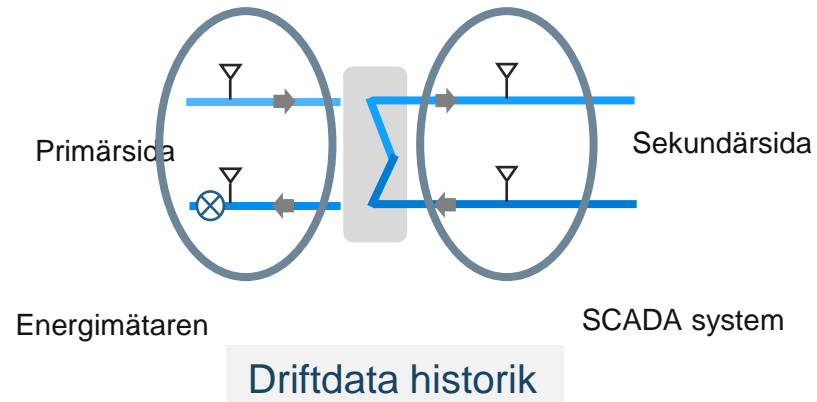 Primärsida
Sekundärsida
Energimätaren
SCADA system
Driftdata historik